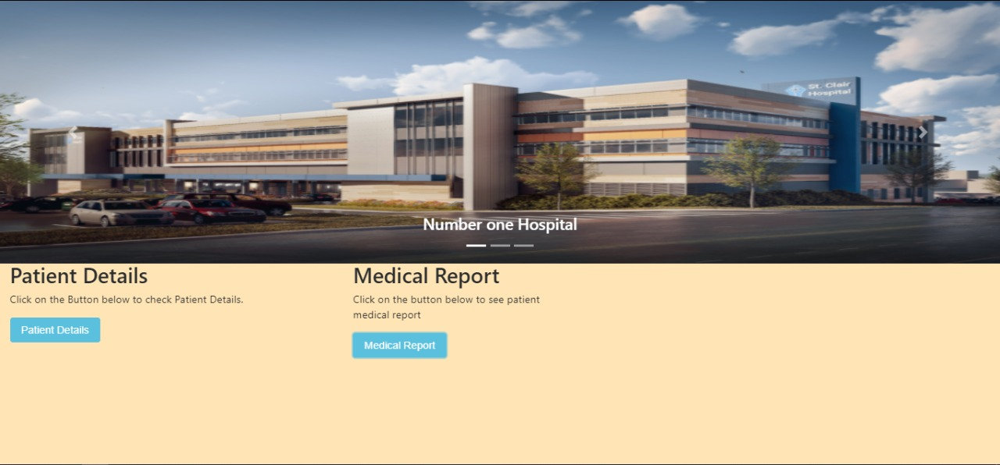 St. Clair
Hospital
Number one Hospital
Patient Details
Click on the Button below to check Patient Details.
Patient Details
Medical Report
Click on the button below to see patient
medical report
Medical Report